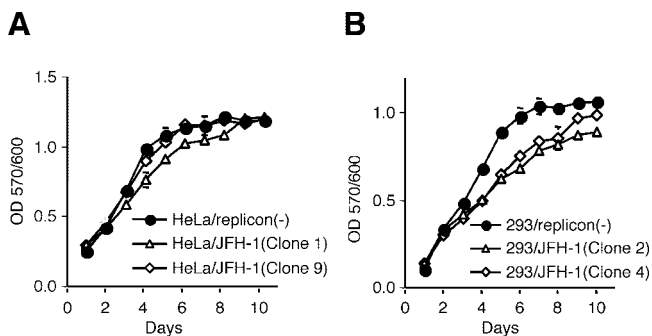 A
1.5
1.0
0.5
0.0
OD 570/600
HeLa/replicon(-)
HeLa/JFH-1(Clone 1)
HeLa/JFH-1(Clone 9)
0 2 4 6 8 10
Days
B
1.0
0.5
0.0
OD 570/600
293/replicon(-)
293/JFH-1(Clone 2)
293/JFH-1(Clone 4)
0 2 4 6 8 10
Days